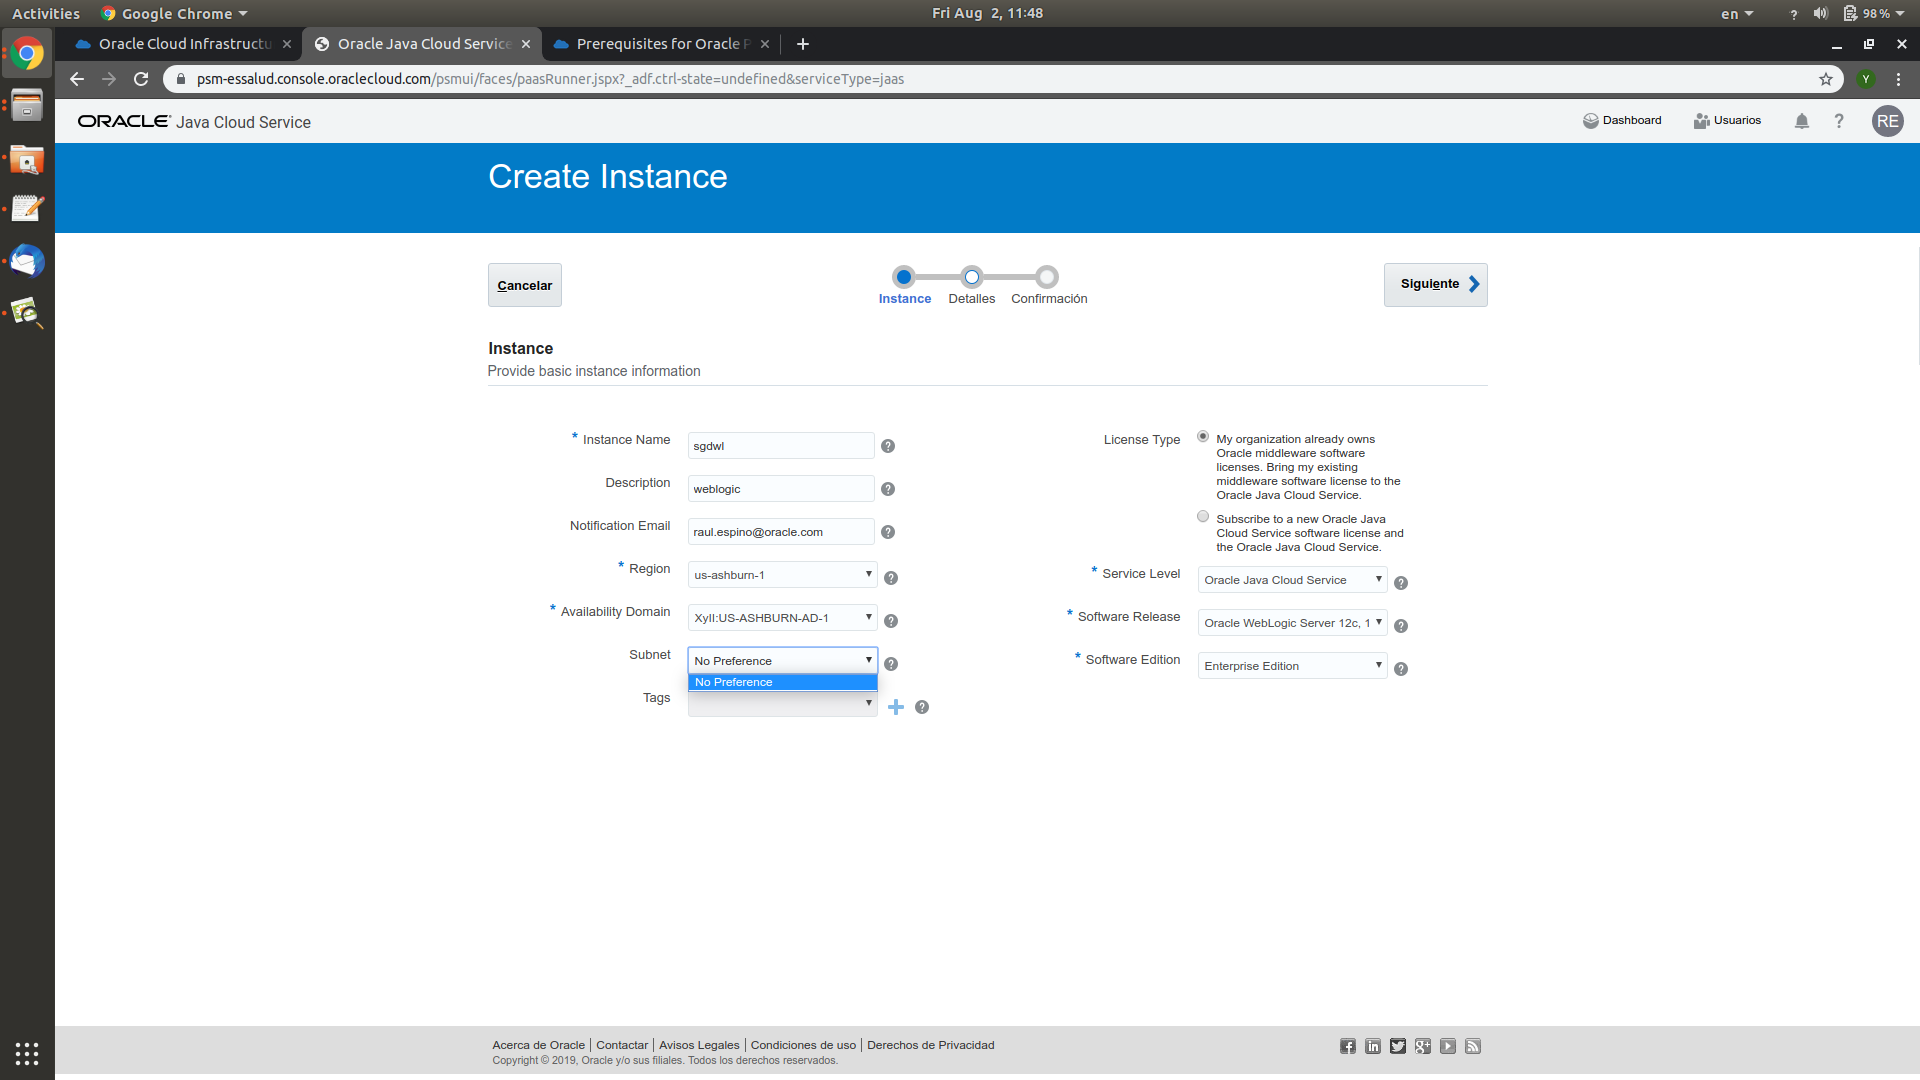 Activities
Google Chrome
Fri Aug 2, 11:48
en
?
98 %
Oracle Cloud Infrastructu
Oracle Java Cloud Service
Prerequisites for Oracle P
psm-essalud.console.oraclecloud.com/psmui/faces/paasRunner.jspx?_adf.ctrl-state=undefined&serviceType=jaas
Y
ORACLE Java Cloud Service
Dashboard
Usuarios
?
RE
Create Instance
Cancelar
Siguiente
Instance
Detalles
Confirmación
Instance
Provide basic instance information
* Instance Name
sgdwl
Description
weblogic
Notification Email
raul.espino@oracle.com
* Region
us-ashburn-1
* Availability Domain
XylI:US-ASHBURN-AD-1
Subnet
No Preference
No Preference
Tags
License Type
My organization already owns
Oracle middleware software
licenses. Bring my existing
middleware software license to the
Oracle Java Cloud Service.
Subscribe to a new Oracle Java
Cloud Service software license and
the Oracle Java Cloud Service.
* Service Level
Oracle Java Cloud Service
* Software Release
Oracle WebLogic Server 12c, 1
* Software Edition
Enterprise Edition
Acerca de Oracle | Contactar | Avisos Legales | Condiciones de uso | Derechos de Privacidad
Copyright © 2019, Oracle y/o sus filiales. Todos los derechos reservados.